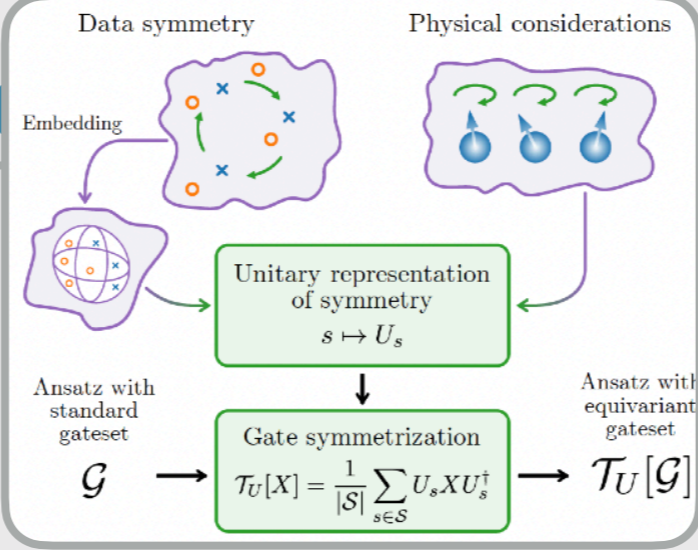 Data symmetry
Physical considerations
Embedding
Unitary representation
of symmetry
s ↦ U_s
Ansatz with
standard
gateset
𝒢
Gate symmetrization
𝒯_U[X] = 1/|𝒮| ∑_{s∈𝒮} U_s X U_s^†
Ansatz with
equivariant
gateset
𝒯_U[𝒢]